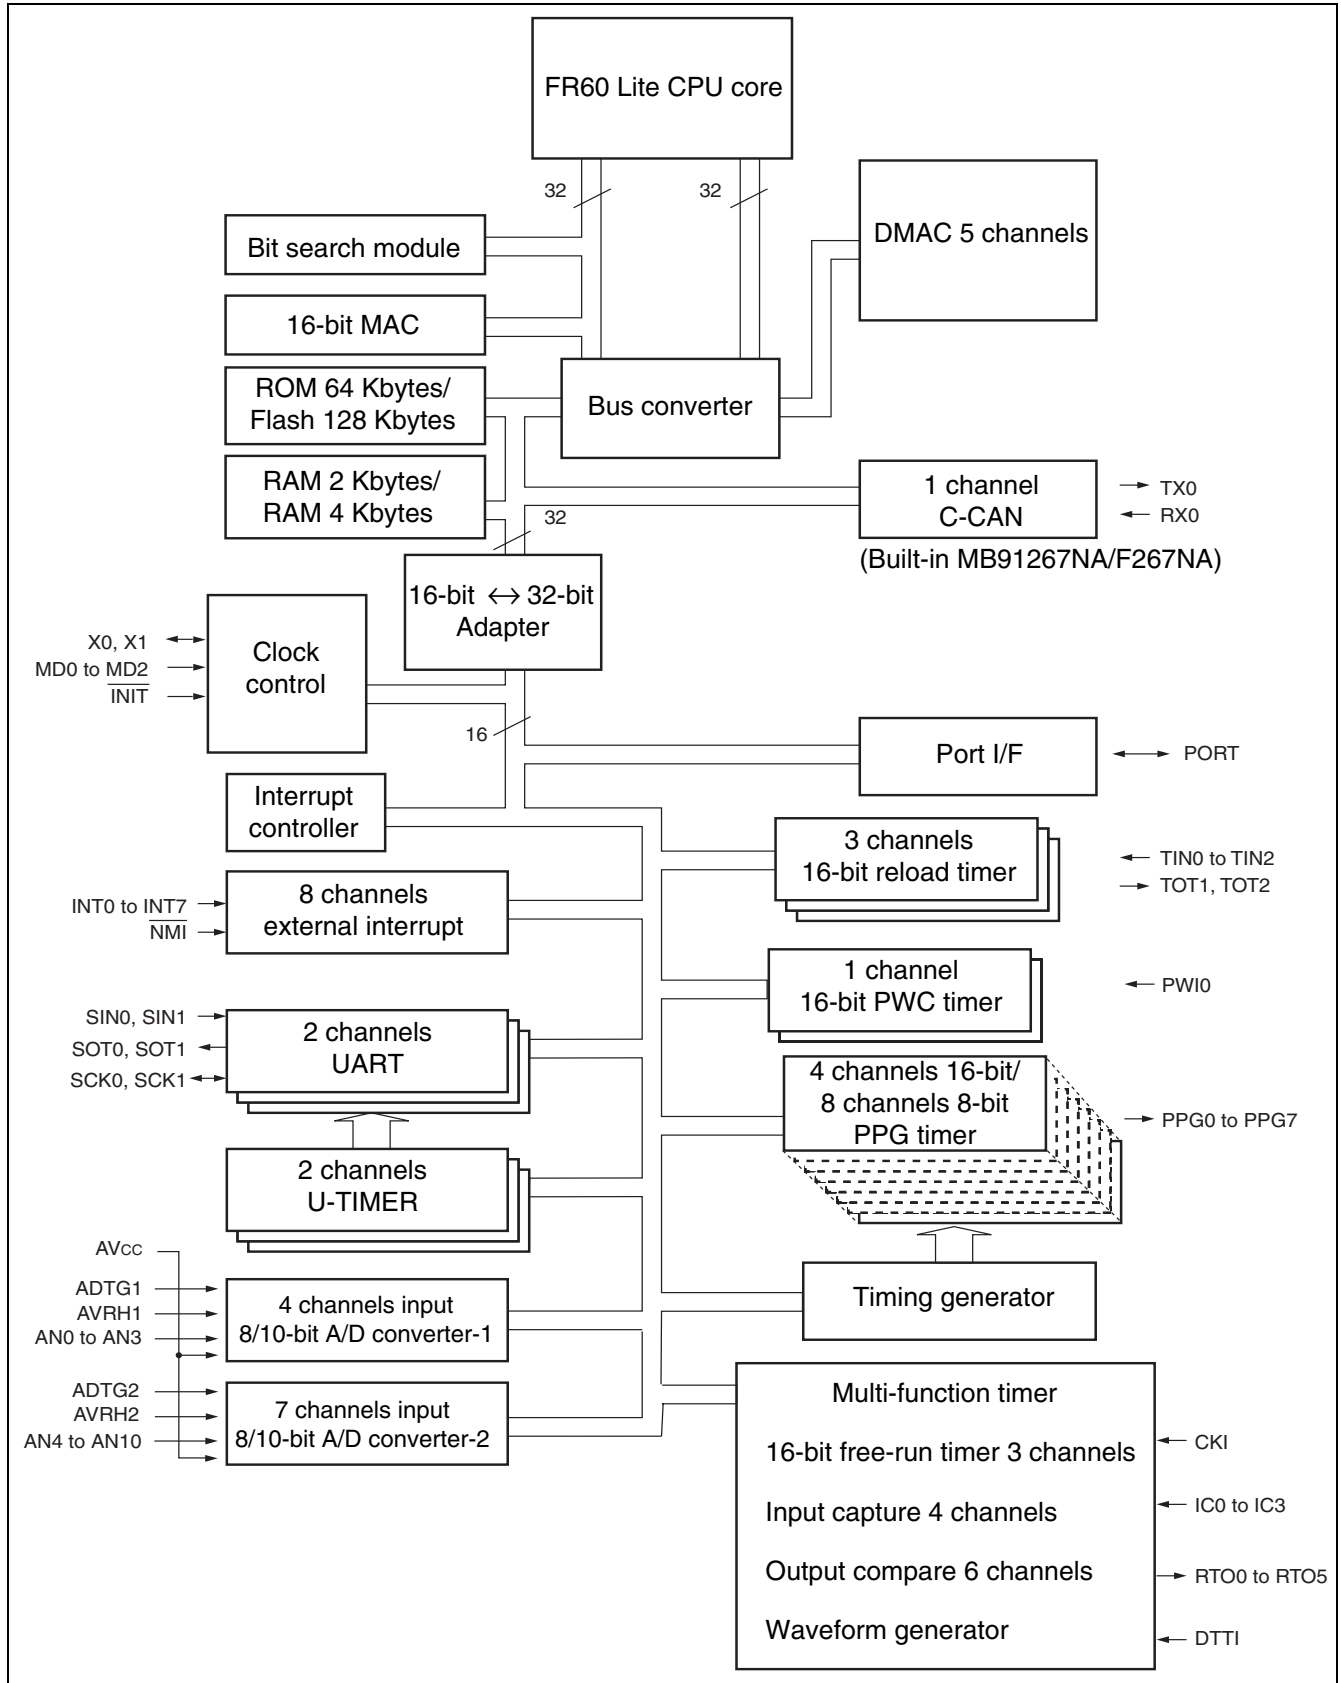 FR60 Lite CPU core
32
32
DMAC 5 channels
Bit search module
16-bit MAC
ROM 64 Kbytes/
Flash 128 Kbytes
Bus converter
RAM 2 Kbytes/
RAM 4 Kbytes
1 channel
C-CAN
TX0
RX0
(Built-in MB91267NA/F267NA)
32
16-bit ↔ 32-bit
Adapter
X0, X1
MD0 to MD2
INIT
Clock
control
16
Port I/F
PORT
Interrupt
controller
3 channels
16-bit reload timer
TIN0 to TIN2
TOT1, TOT2
INT0 to INT7
NMI
8 channels
external interrupt
1 channel
16-bit PWC timer
PWI0
SIN0, SIN1
SOT0, SOT1
SCK0, SCK1
2 channels
UART
4 channels 16-bit/
8 channels 8-bit
PPG timer
PPG0 to PPG7
2 channels
U-TIMER
AVCC
ADTG1
AVRH1
AN0 to AN3
4 channels input
8/10-bit A/D converter-1
Timing generator
ADTG2
AVRH2
AN4 to AN10
7 channels input
8/10-bit A/D converter-2
Multi-function timer
16-bit free-run timer 3 channels
Input capture 4 channels
Output compare 6 channels
Waveform generator
CKI
IC0 to IC3
RTO0 to RTO5
DTTI